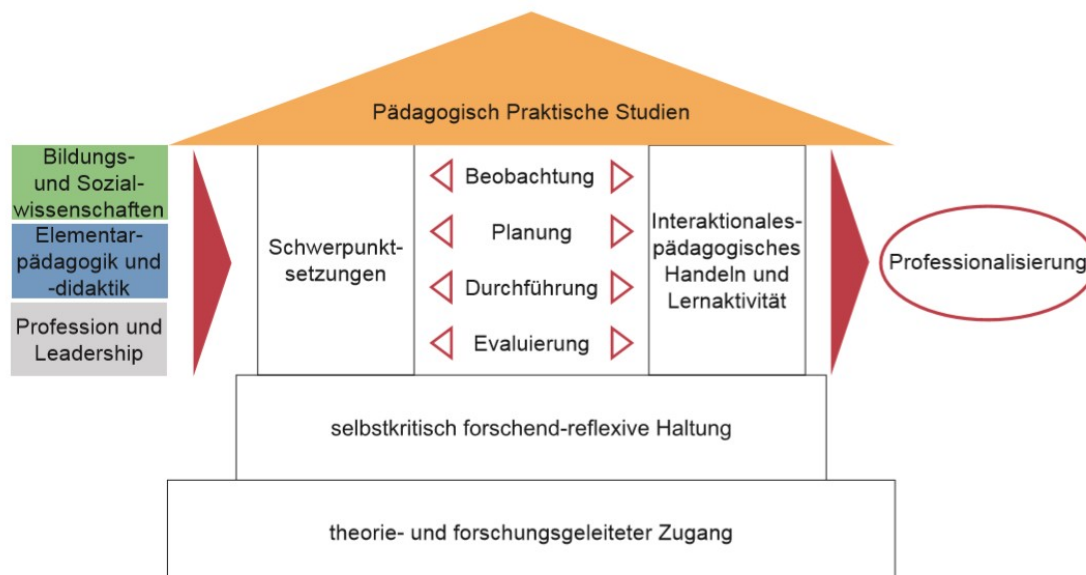 Pädagogisch Praktische Studien
Bildungs-
und Sozial-
wissenschaften
Elementar-
pädagogik und
-didaktik
Profession und
Leadership
Schwerpunkt-
setzungen
Beobachtung
Planung
Durchführung
Evaluierung
Interaktionales-
pädagogisches
Handeln und
Lernaktivität
Professionalisierung
selbstkritisch forschend-reflexive Haltung
theorie- und forschungsgeleiteter Zugang